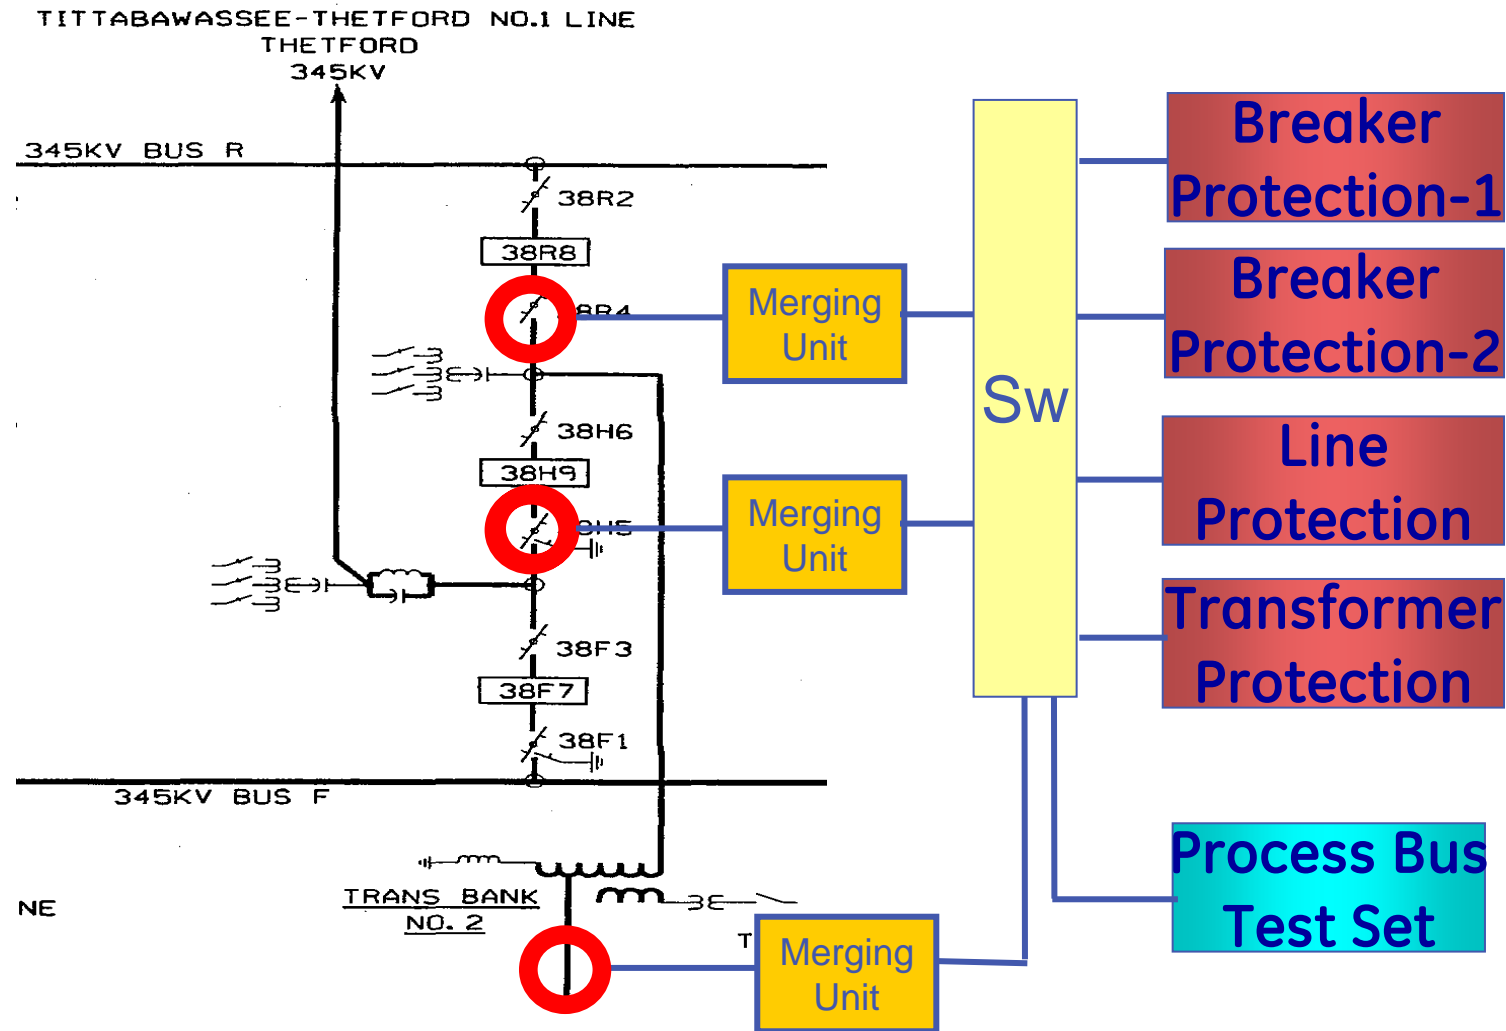 TITTABAWASSEE-THETFORD NO.1 LINE
THETFORD
345KV
345KV BUS R
38R2
38R8
38H6
38H9
38F3
38F7
38F1
345KV BUS F
TRANS BANK
NO. 2
NE
T
Merging
Unit
Merging
Unit
Merging
Unit
Sw
Breaker
Protection-1
Breaker
Protection-2
Line
Protection
Transformer
Protection
Process Bus
Test Set